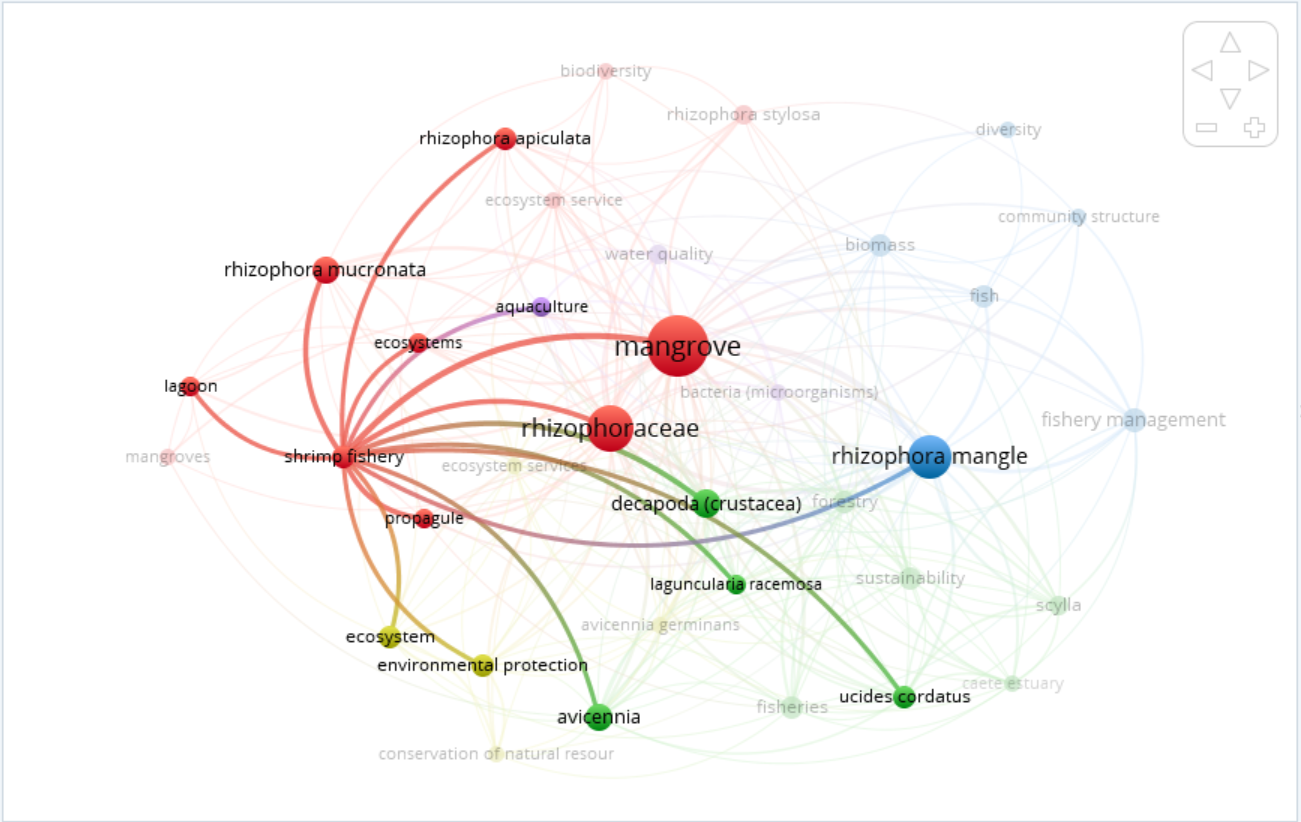 biodiversity
rhizophora stylosa
diversity
rhizophora apiculata
ecosystem service
community structure
biomass
water quality
rhizophora mucronata
fish
aquaculture
ecosystems
mangrove
lagoon
bacteria (microorganisms)
fishery management
rhizophoraceae
mangroves
shrimp fishery
rhizophora mangle
ecosystem services
decapoda (crustacea)
forestry
propagule
sustainability
laguncularia racemosa
scylla
avicennia germinans
ecosystem
environmental protection
caete estuary
ucides cordatus
fisheries
avicennia
conservation of natural resour